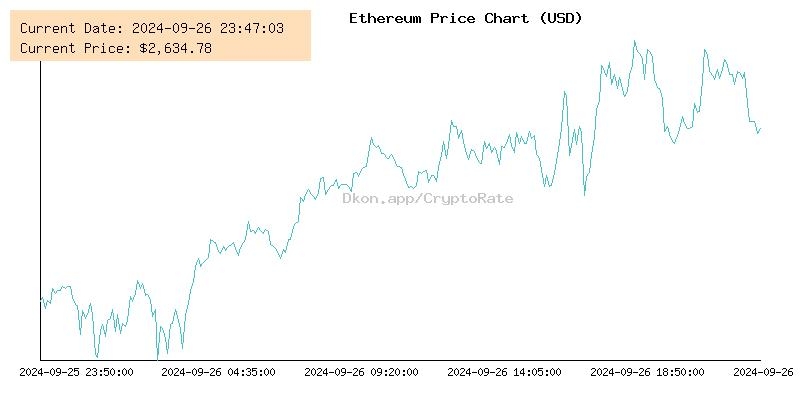 Ethereum Price Chart (USD)
Current Date: 2024-09-26 23:47:03
Current Price: $2,634.78
Dkon.app/CryptoRate
2024-09-25 23:50:00
2024-09-26 04:35:00
2024-09-26 09:20:00
2024-09-26 14:05:00
2024-09-26 18:50:00
2024-09-26